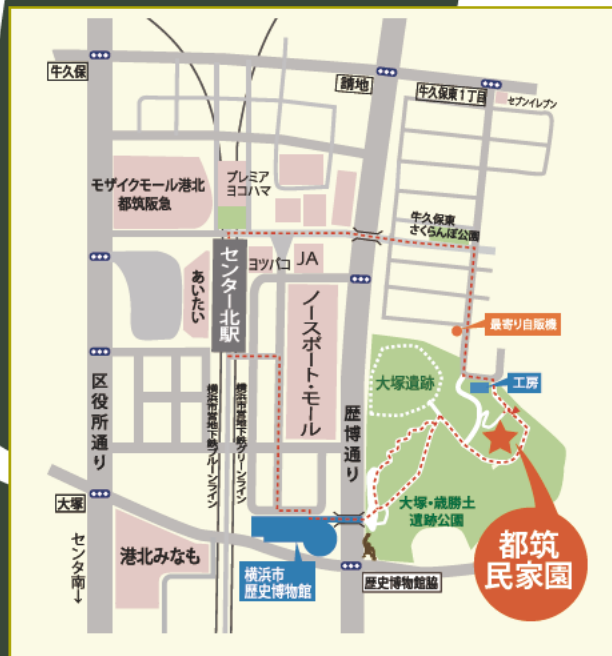 牛久保
請地
牛久保東1丁目
セブンイレブン
モザイクモール港北
都筑阪急
プレミア
ヨコハマ
牛久保東
さくらんぼ公園
ヨツバコ
JA
センター北駅
あいたい
ノースポート・モール
最寄り自販機
工房
大塚遺跡
区役所通り
横浜市営地下鉄ブルーライン
横浜市営地下鉄グリーンライン
歴博通り
大塚
センタ南→
大塚・歳勝土
遺跡公園
都筑
民家園
港北みなも
横浜市
歴史博物館
歴史博物館脇